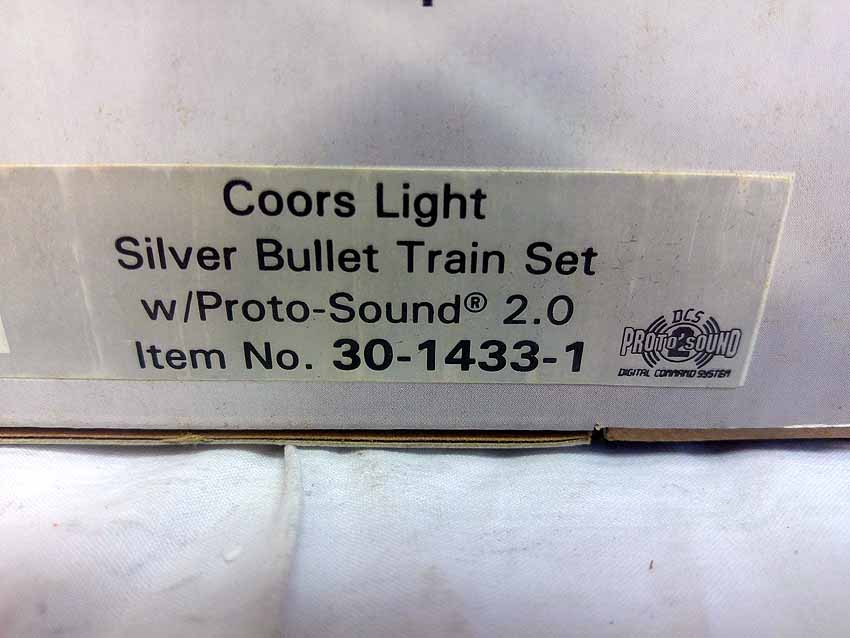 Coors Light
Silver Bullet Train Set
w/Proto-Sound® 2.0
Item No. 30-1433-1
DCS
PROTO SOUND 2
DIGITAL COMMAND SYSTEM